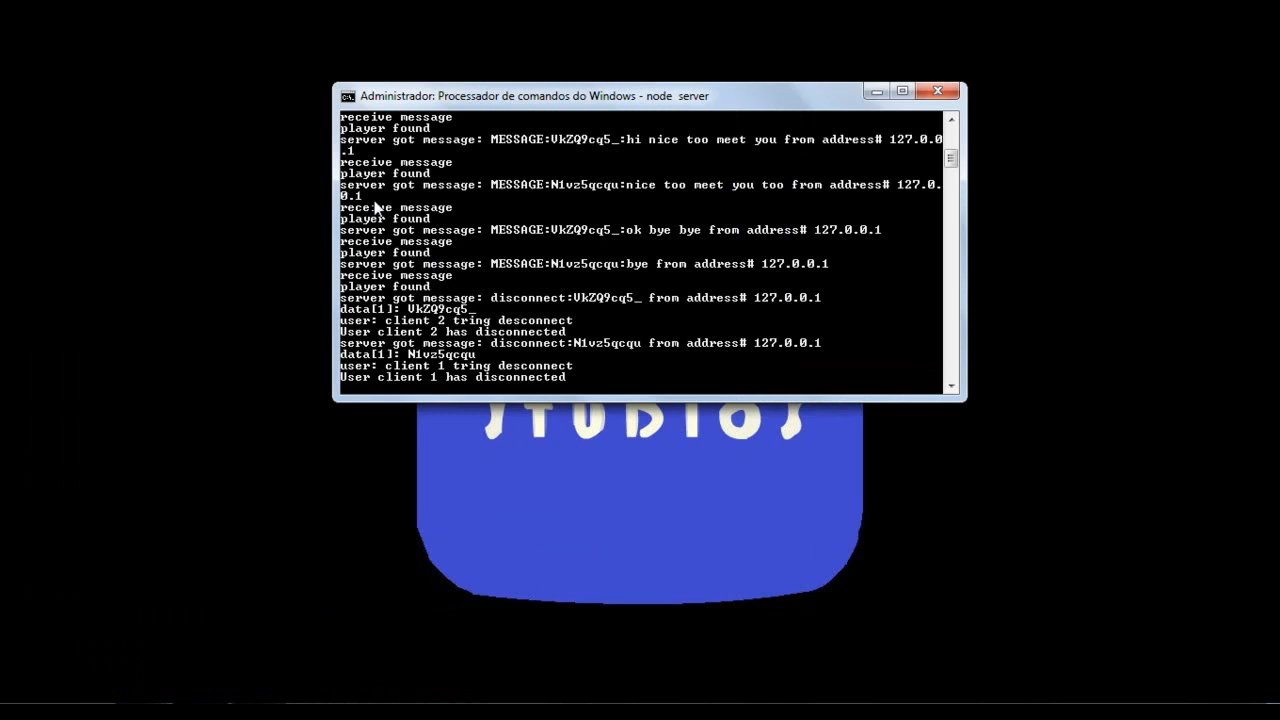 Administrador: Processador de comandos do Windows - node  server
receive message
player found
server got message: MESSAGE:VkZQ9cq5_:hi nice too meet you from address# 127.0.0
.1
receive message
player found
server got message: MESSAGE:N1vz5qcqu:nice too meet you too from address# 127.0.
0.1
receive message
player found
server got message: MESSAGE:VkZQ9cq5_:ok bye bye from address# 127.0.0.1
receive message
player found
server got message: MESSAGE:N1vz5qcqu:bye from address# 127.0.0.1
receive message
player found
server got message: disconnect:VkZQ9cq5_ from address# 127.0.0.1
data[1]: VkZQ9cq5_
user: client 2 tring desconnect
User client 2 has disconnected
server got message: disconnect:N1vz5qcqu from address# 127.0.0.1
data[1]: N1vz5qcqu
user: client 1 tring desconnect
User client 1 has disconnected
STUDIOS